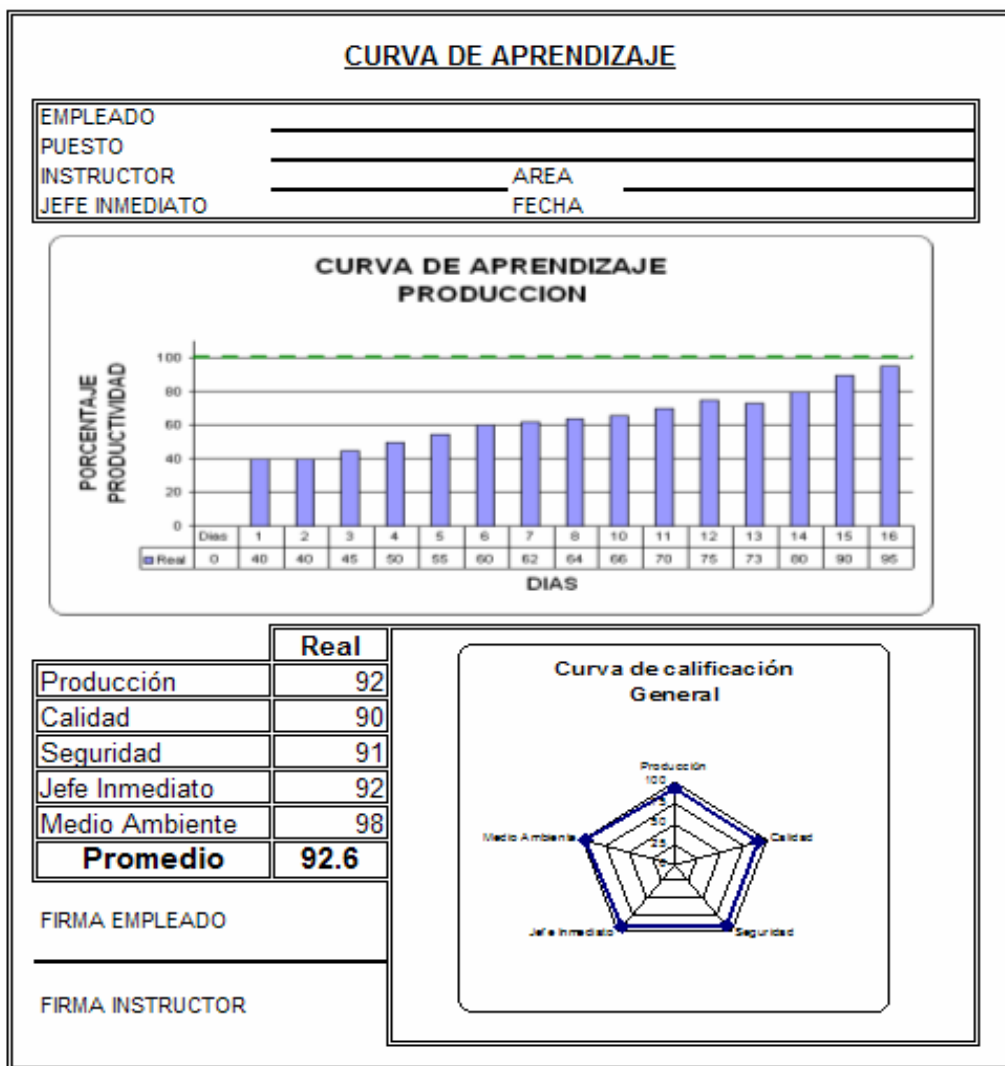 CURVA DE APRENDIZAJE
EMPLEADO
PUESTO
INSTRUCTOR AREA
JEFE INMEDIATO FECHA
CURVA DE APRENDIZAJE
PRODUCCION
PORCENTAJE
PRODUCTIVIDAD
100
80
60
40
20
0
Dias 1 2 3 4 5 6 7 8 10 11 12 13 14 15 16
Real 0 40 40 45 50 55 60 62 64 66 70 75 73 80 90 95
DIAS
Real
Producción 92
Calidad 90
Seguridad 91
Jefe Inmediato 92
Medio Ambiente 98
Promedio 92.6
FIRMA EMPLEADO
FIRMA INSTRUCTOR
Curva de calificación
General
Producción
100
50
25
Medio Ambiente
Calidad
Jefe Inmediato
Seguridad